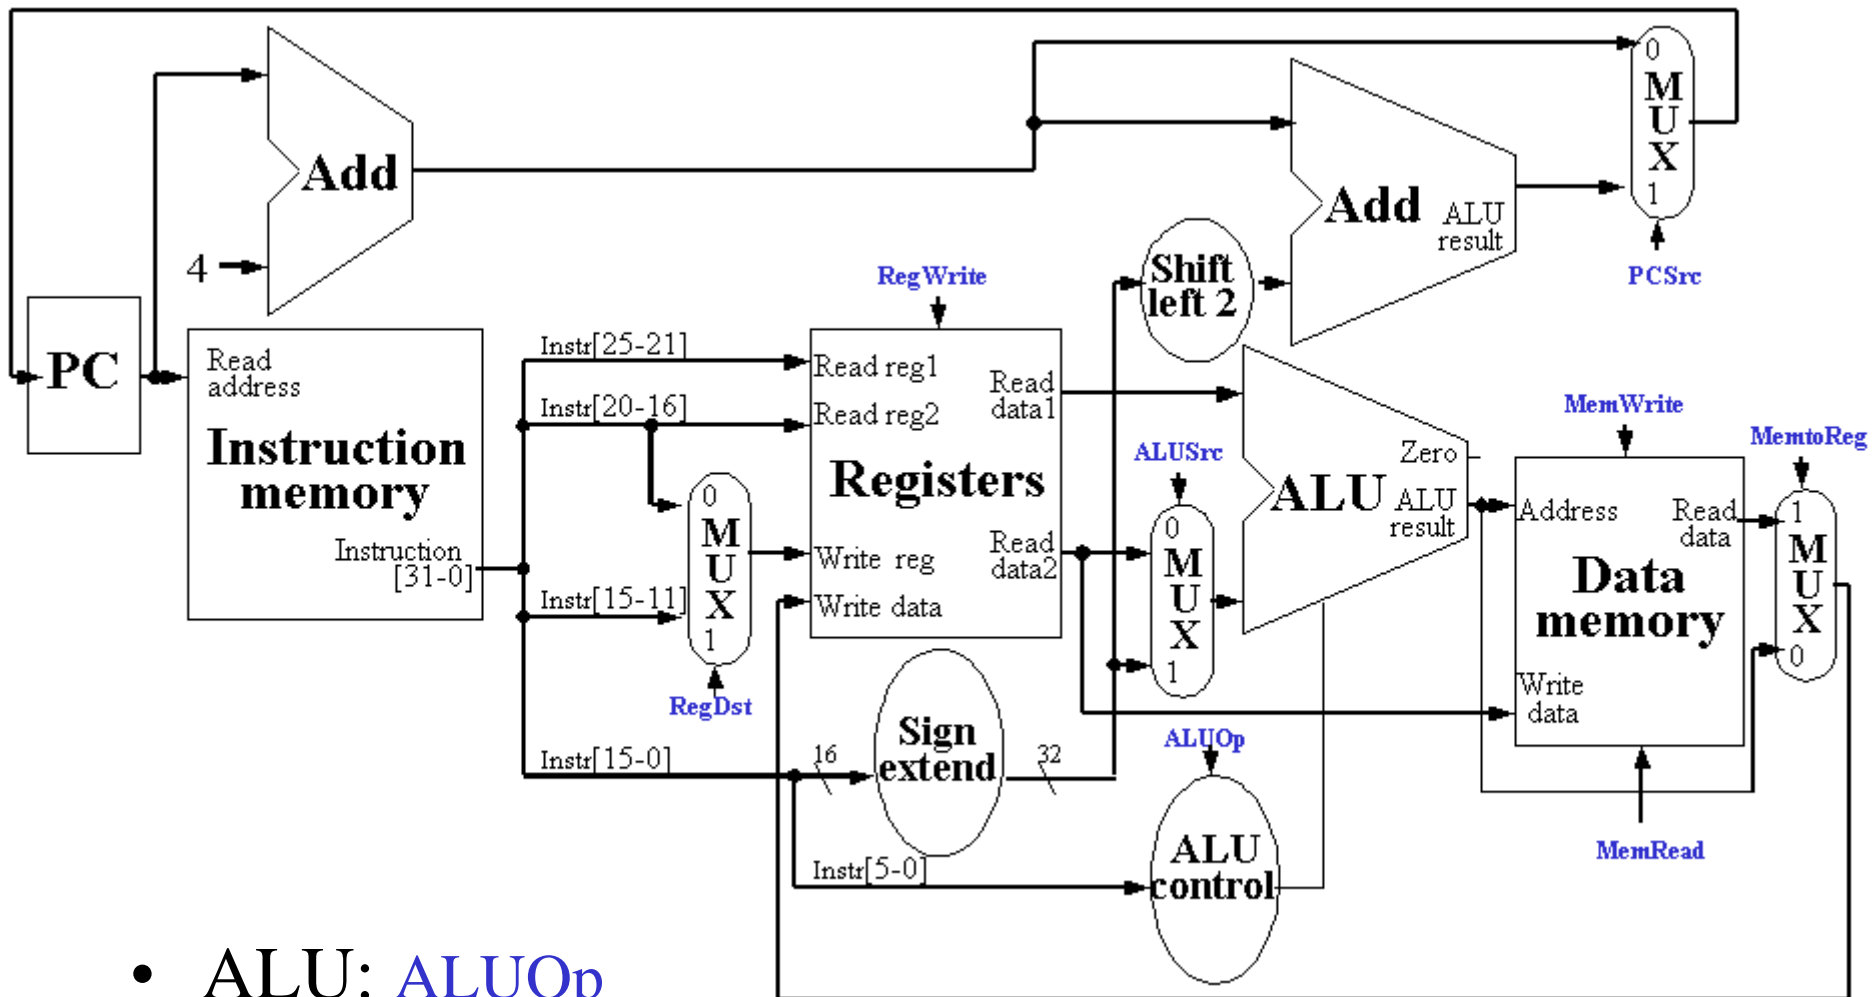 0
M
U
X
1
PCSrc
Add
4
Add
ALU
result
Shift
left 2
RegWrite
PC
Read
address
Instruction
memory
Instruction
[31-0]
Instr[25-21]
Instr[20-16]
Instr[15-11]
Instr[15-0]
Instr[5-0]
0
M
U
X
1
RegDst
Read reg1
Read reg2
Read
data1
Registers
Write reg
Write data
Read
data2
16
Sign
extend
32
ALUSrc
0
M
U
X
1
Zero
ALU
ALU
result
ALUOp
ALU
control
MemWrite
Address
Read
data
Data
memory
Write
data
MemRead
MemtoReg
1
M
U
X
0
• ALU: ALUOp